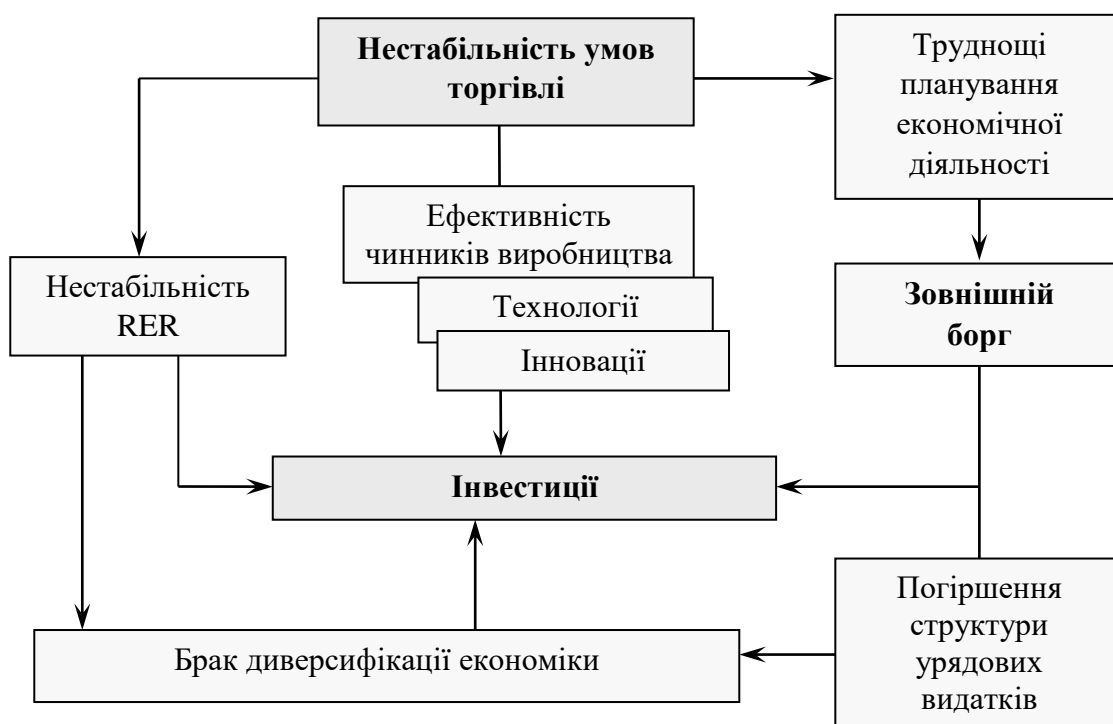 Нестабільність умов
торгівлі
Труднощі
планування
економічної
діяльності
Ефективність
чинників виробництва
Технології
Інновації
Нестабільність
RER
Зовнішній
борг
Інвестиції
Брак диверсифікації економіки
Погіршення
структури
урядових
видатків